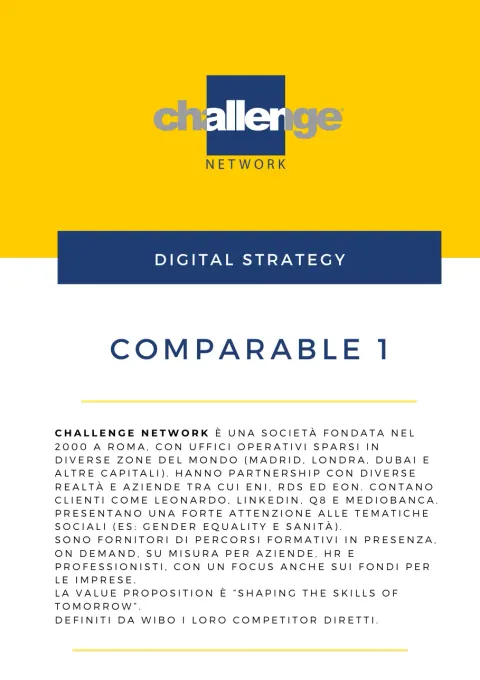 challenge
NETWORK
DIGITAL STRATEGY
COMPARABLE 1
CHALLENGE NETWORK È UNA SOCIETÀ FONDATA NEL
2000 A ROMA, CON UFFICI OPERATIVI SPARSI IN
DIVERSE ZONE DEL MONDO (MADRID, LONDRA, DUBAI E
ALTRE CAPITALI). HANNO PARTNERSHIP CON DIVERSE
REALTÀ E AZIENDE TRA CUI ENI, RDS ED EON. CONTANO
CLIENTI COME LEONARDO, LINKEDIN, Q8 E MEDIOBANCA.
PRESENTANO UNA FORTE ATTENZIONE ALLE TEMATICHE
SOCIALI (ES: GENDER EQUALITY E SANITÀ).
SONO FORNITORI DI PERCORSI FORMATIVI IN PRESENZA,
ON DEMAND, SU MISURA PER AZIENDE, HR E
PROFESSIONISTI, CON UN FOCUS ANCHE SUI FONDI PER
LE IMPRESE.
LA VALUE PROPOSITION È "SHAPING THE SKILLS OF
TOMORROW".
DEFINITI DA WIBO I LORO COMPETITOR DIRETTI.